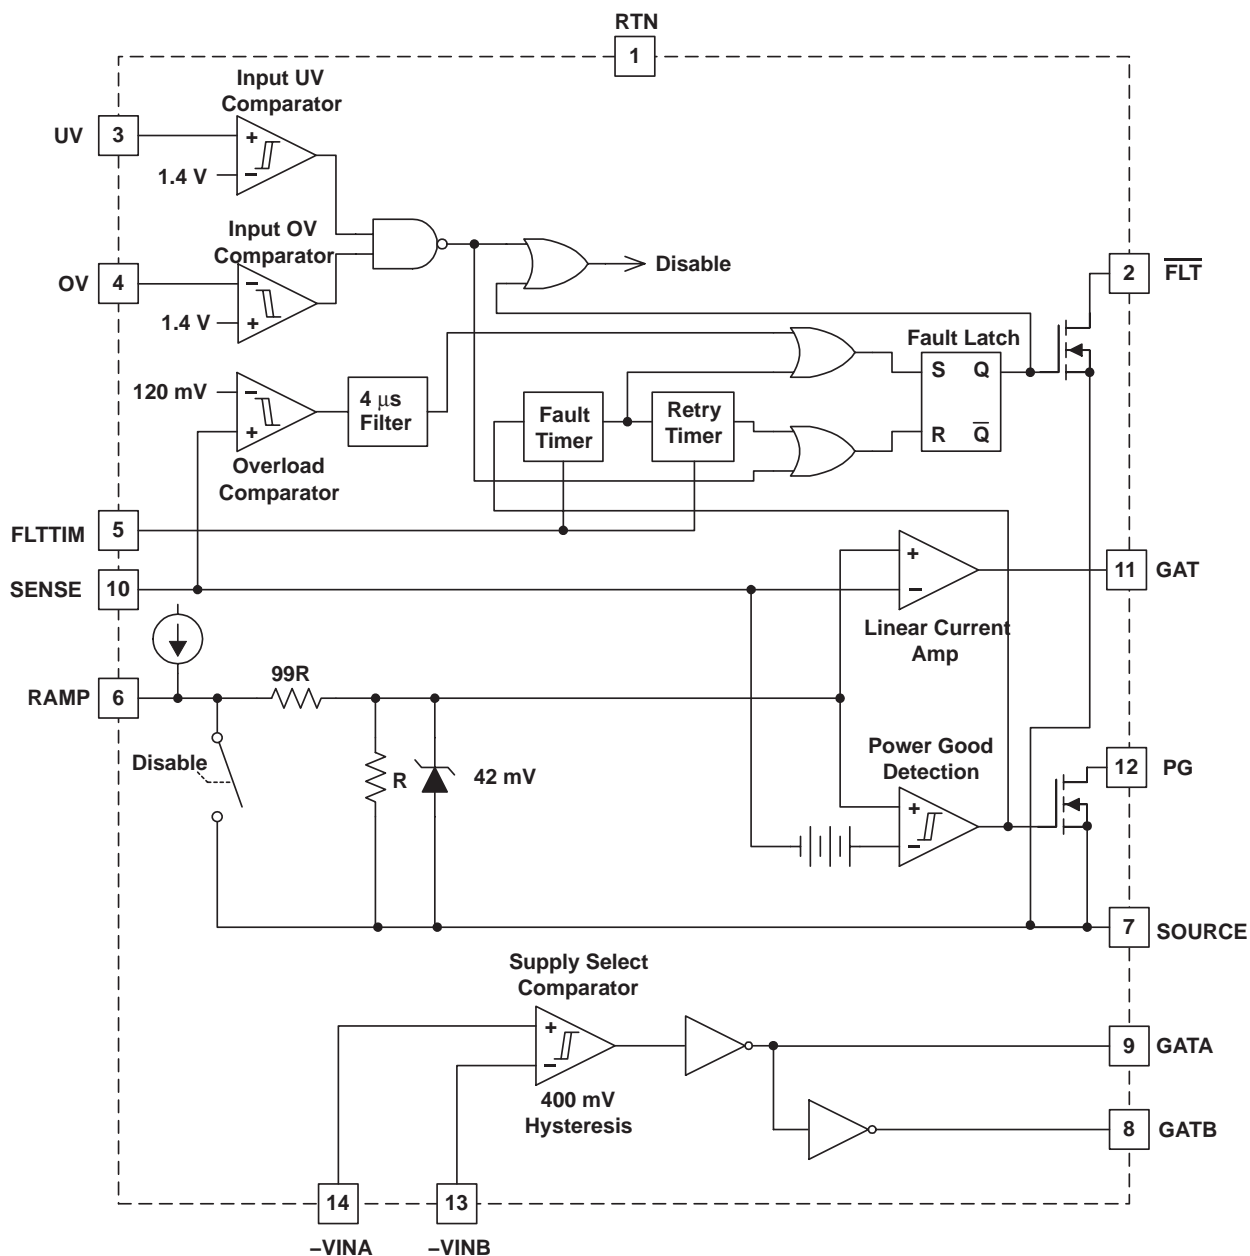 RTN
1
Input UV
Comparator
UV
3
+
1.4 V
−
Input OV
Comparator
OV
4
−
1.4 V
+
Disable
2
FLT
Fault Latch
S Q
R Q
120 mV
−
+
4 μs
Filter
Overload
Comparator
Fault
Timer
Retry
Timer
FLTTIM
5
SENSE
10
+
−
11
GAT
Linear Current
Amp
RAMP
6
99R
Disable
R
42 mV
Power Good
Detection
+
−
12
PG
7
SOURCE
Supply Select
Comparator
+
−
400 mV
Hysteresis
9
GATA
8
GATB
14
13
–VINA
–VINB